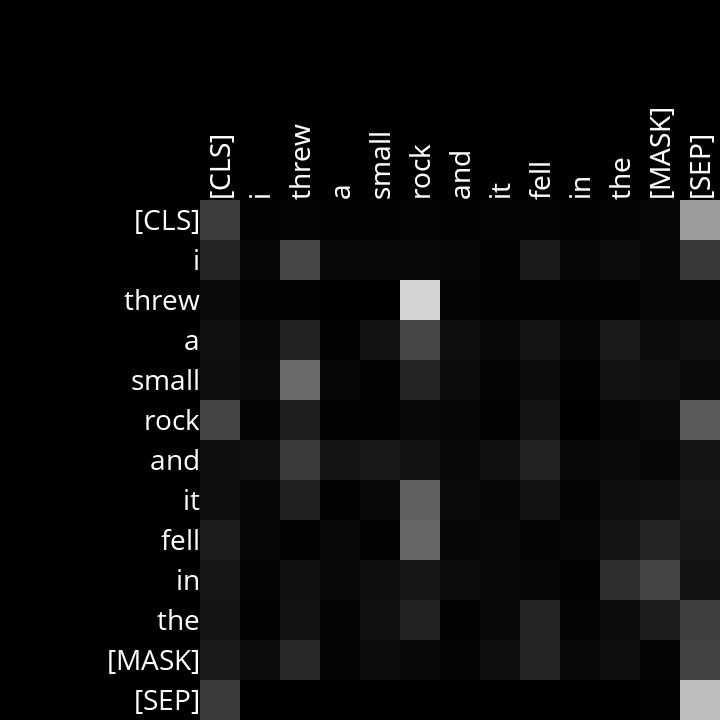 [CLS] i threw a small rock and it fell in the [MASK] [SEP]
[CLS]
i
threw
a
small
rock
and
it
fell
in
the
[MASK]
[SEP]